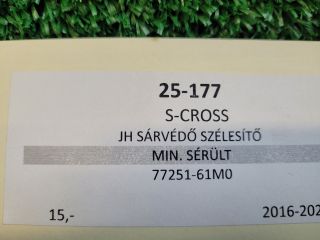 25-177
S-CROSS
JH SÁRVÉDŐ SZÉLESÍTŐ
MIN. SÉRÜLT
77251-61M0
15,- 2016-202